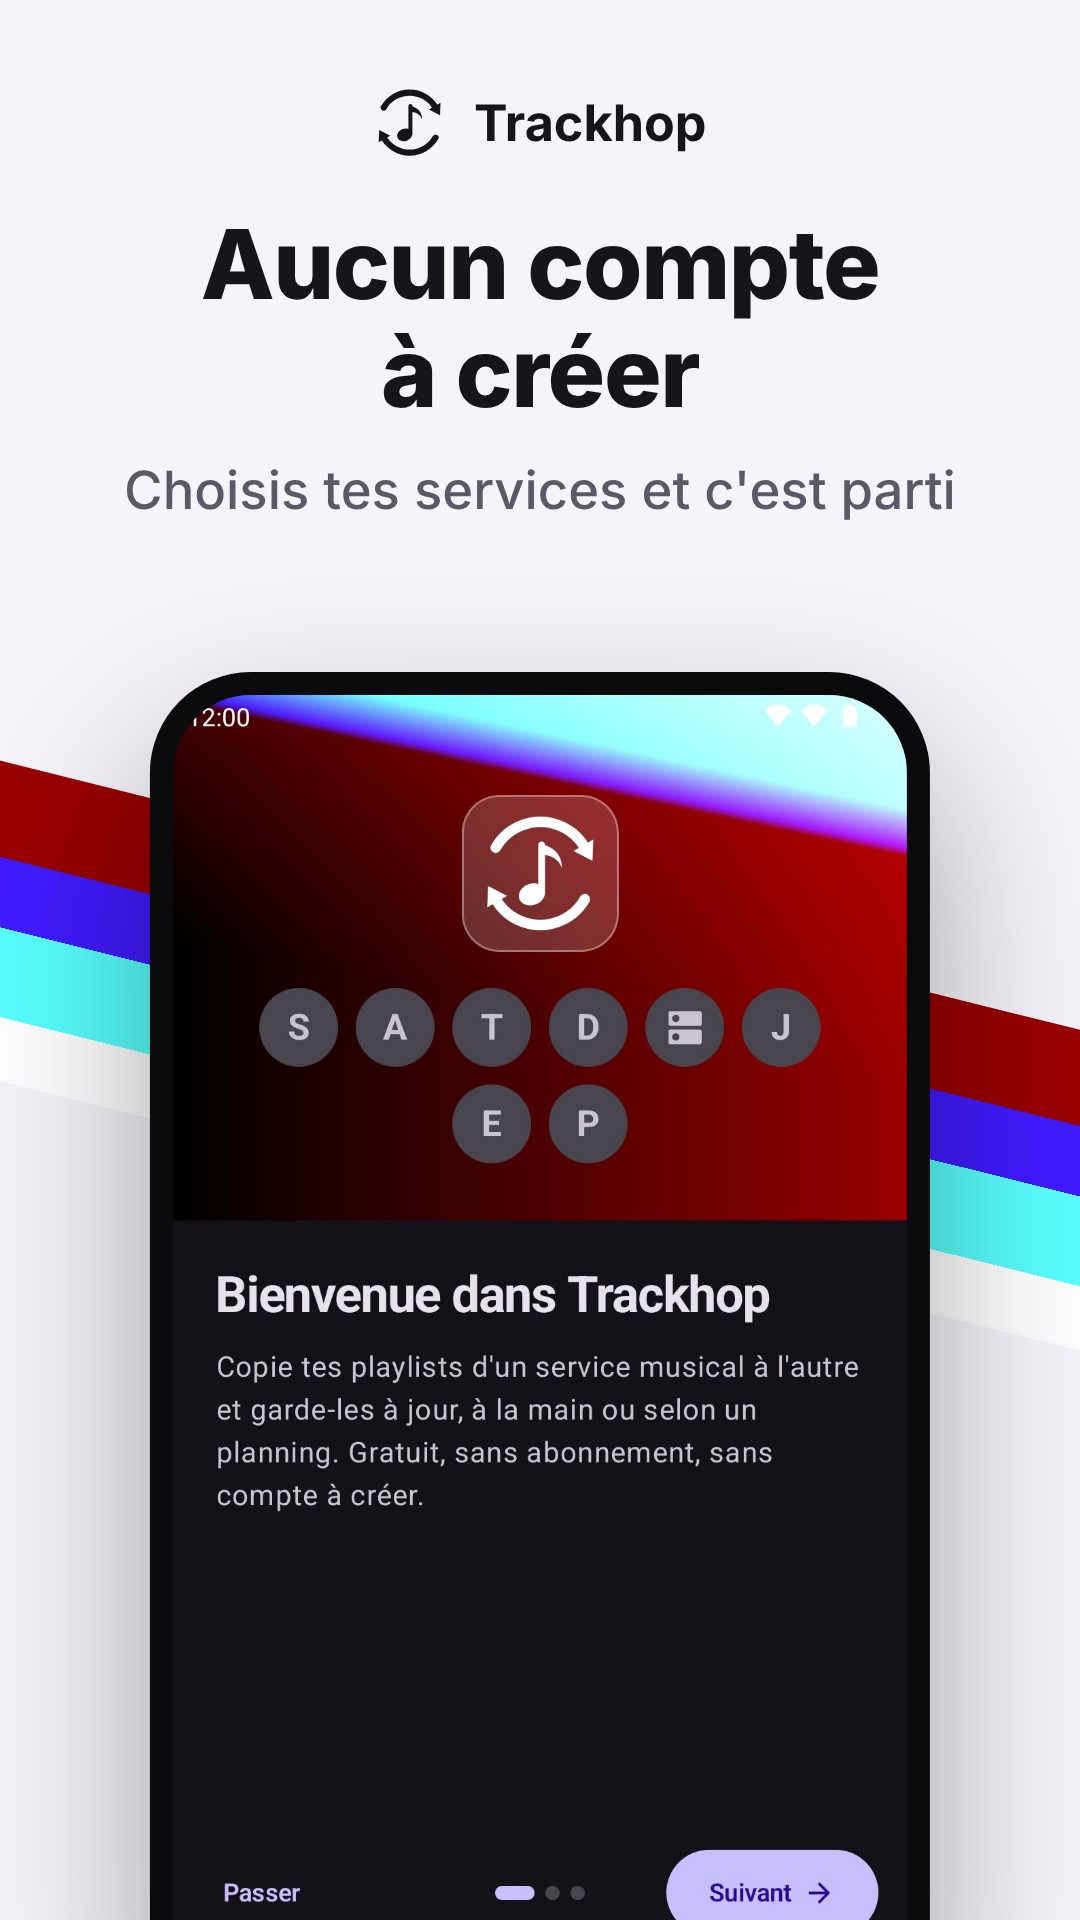 Trackhop
Aucun compte
à créer
Choisis tes services et c'est parti
12:00
S A T D J
E P
Bienvenue dans Trackhop
Copie tes playlists d'un service musical à l'autre
et garde-les à jour, à la main ou selon un
planning. Gratuit, sans abonnement, sans
compte à créer.
Passer
Suivant